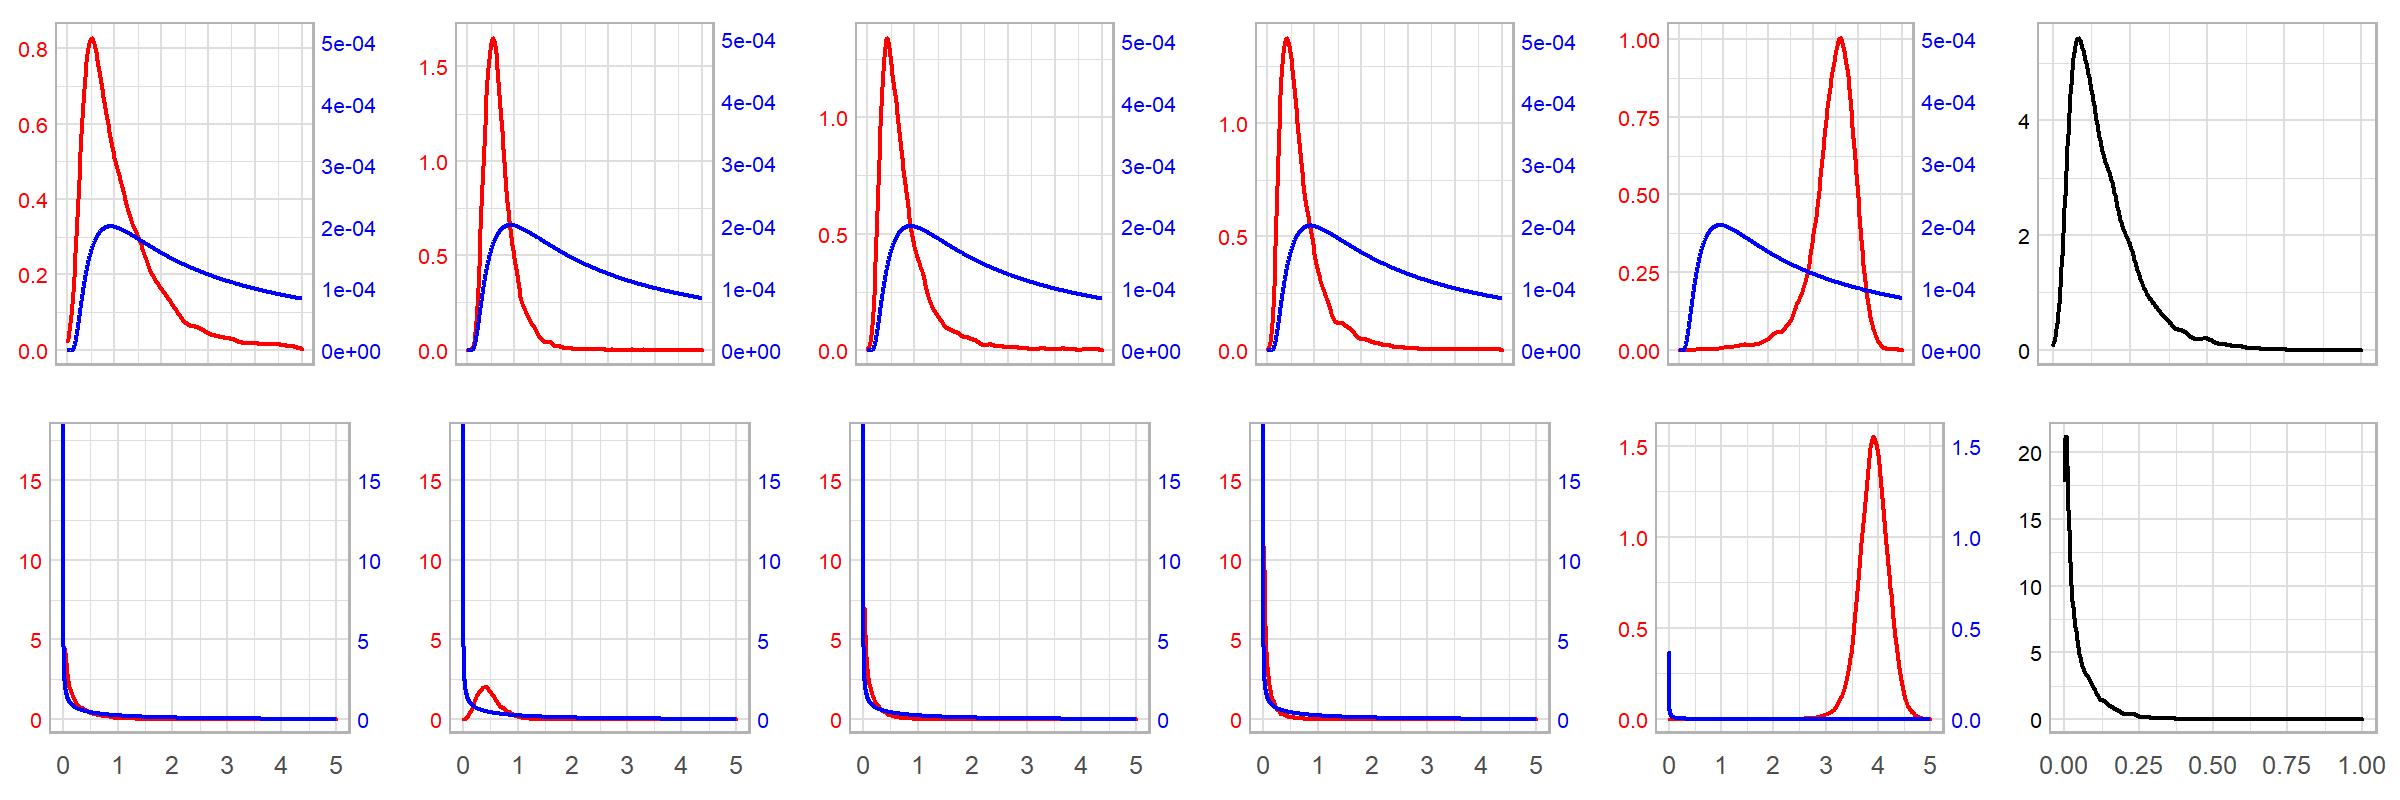 0.8 5e-04 1.5 5e-04 1.0 5e-04 1.0 5e-04 1.00 5e-04 4
0.6 4e-04 1.0 4e-04 0.5 4e-04 0.5 4e-04 0.75 4e-04 2
0.4 3e-04 0.5 3e-04 0.0 3e-04 0.0 3e-04 0.50 3e-04 0
0.2 2e-04 0.0 2e-04 2e-04 2e-04 0.25 2e-04
0.0 1e-04 1e-04 1e-04 1e-04 0.00 1e-04
0e+00 0e+00 0e+00 0e+00 0e+00
15 15 15 15 15 15 15 15 1.5 1.5 20
10 10 10 10 10 10 10 10 1.0 1.0 15
5 5 5 5 5 5 5 5 0.5 0.5 10
0 0 0 0 0 0 0 0 0.0 0.0 5
0
0 1 2 3 4 5 0 1 2 3 4 5 0 1 2 3 4 5 0 1 2 3 4 5 0 1 2 3 4 5 0.00 0.25 0.50 0.75 1.00